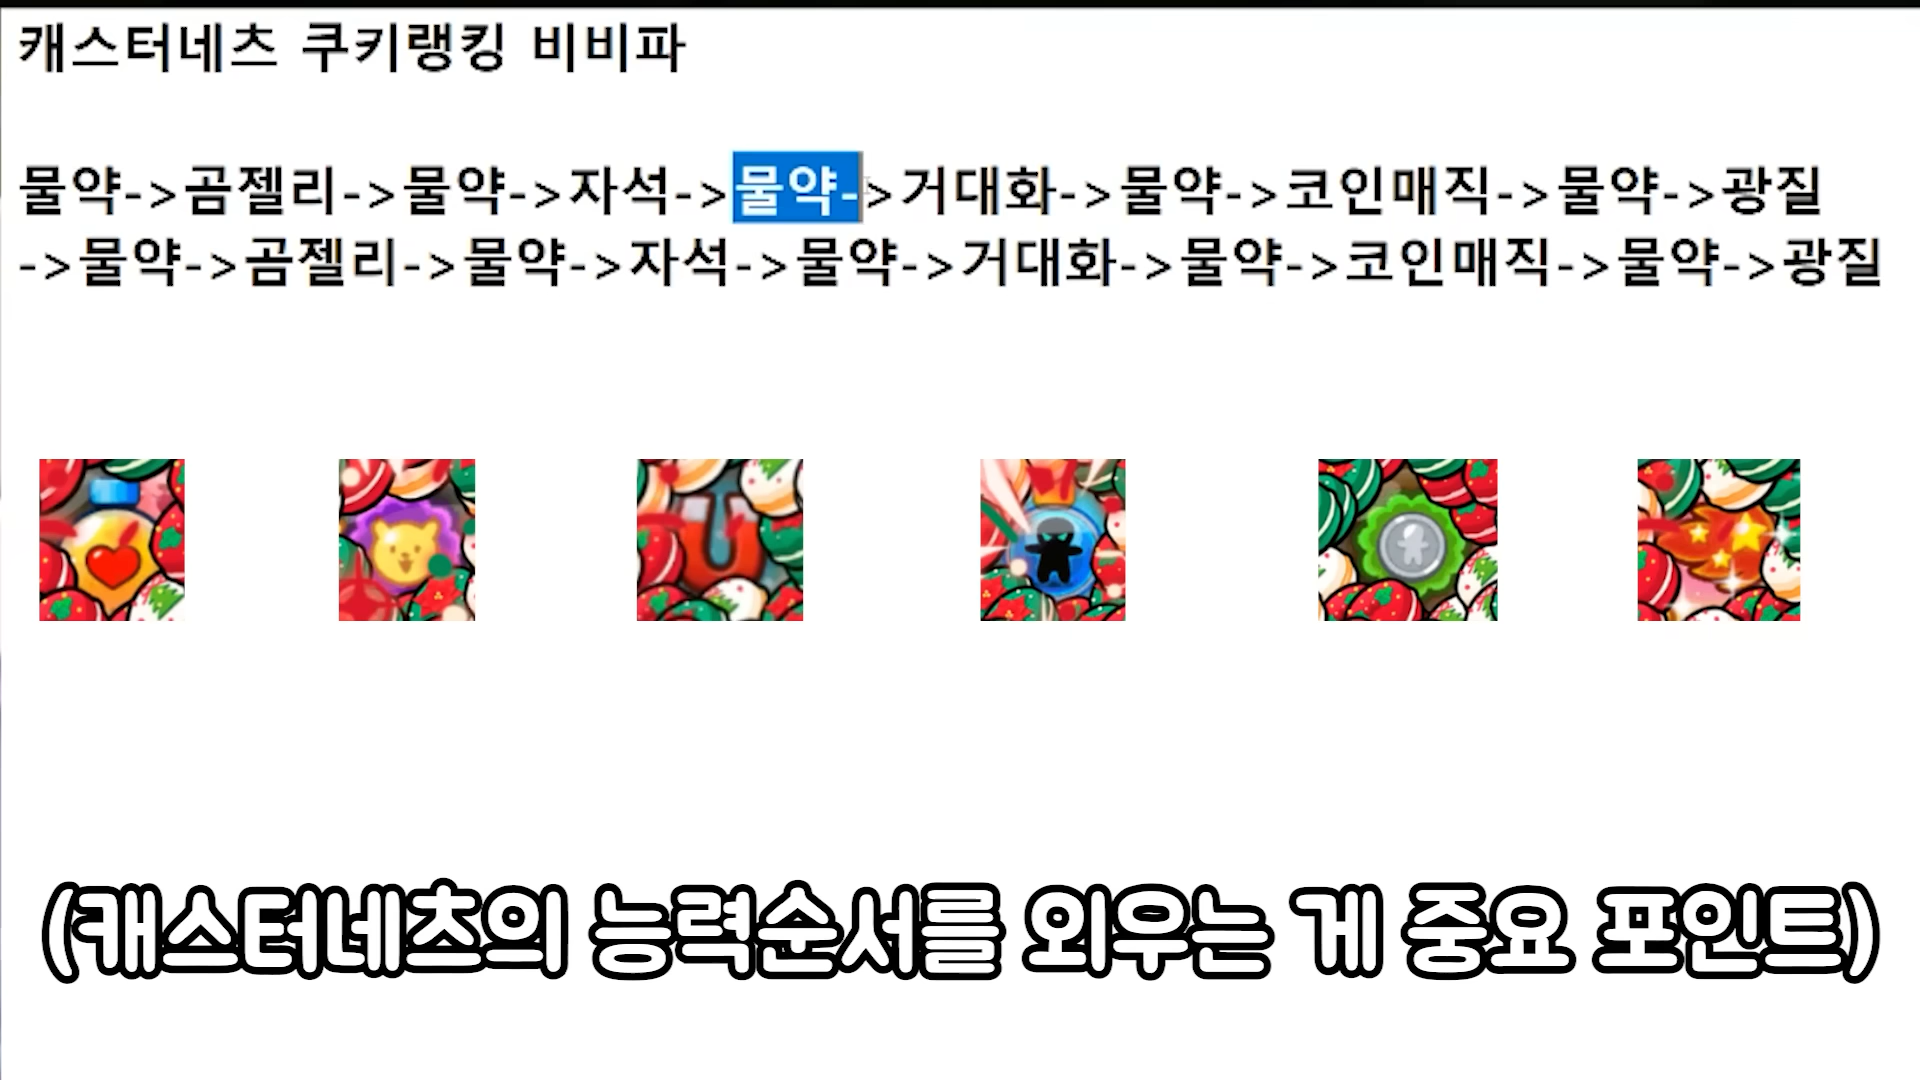 캐스터네츠 쿠키랭킹 비비파
물약->곰젤리->물약->자석->물약->거대화->물약->코인매직->물약->광질
->물약->곰젤리->물약->자석->물약->거대화->물약->코인매직->물약->광질
(캐스터네츠의 능력순서를 외우는 게 중요 포인트)